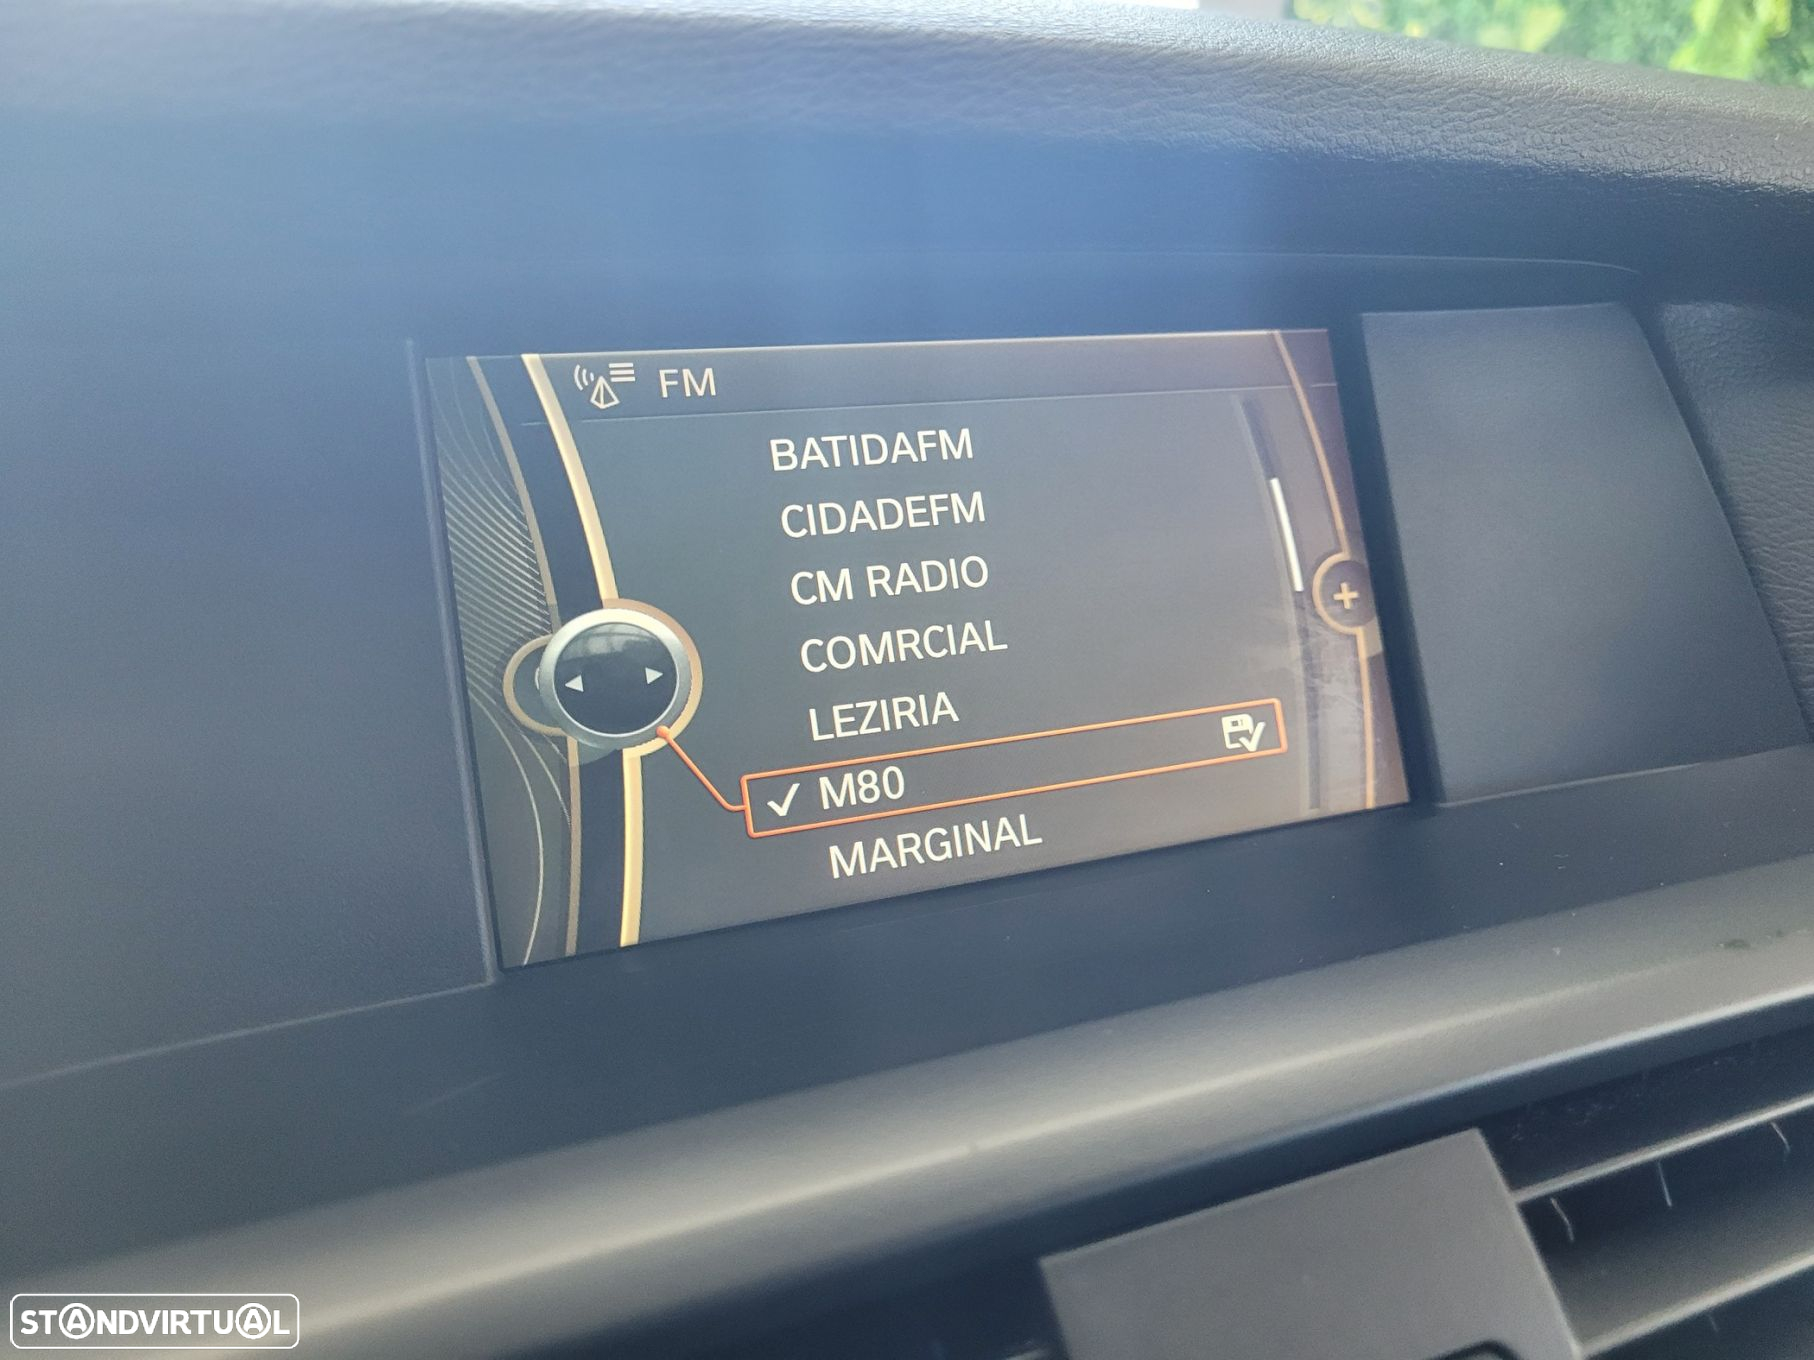 FM
BATIDAFM
CIDADEFM
CM RADIO
COMRCIAL
LEZIRIA
M80
MARGINAL
STANDVIRTUAL